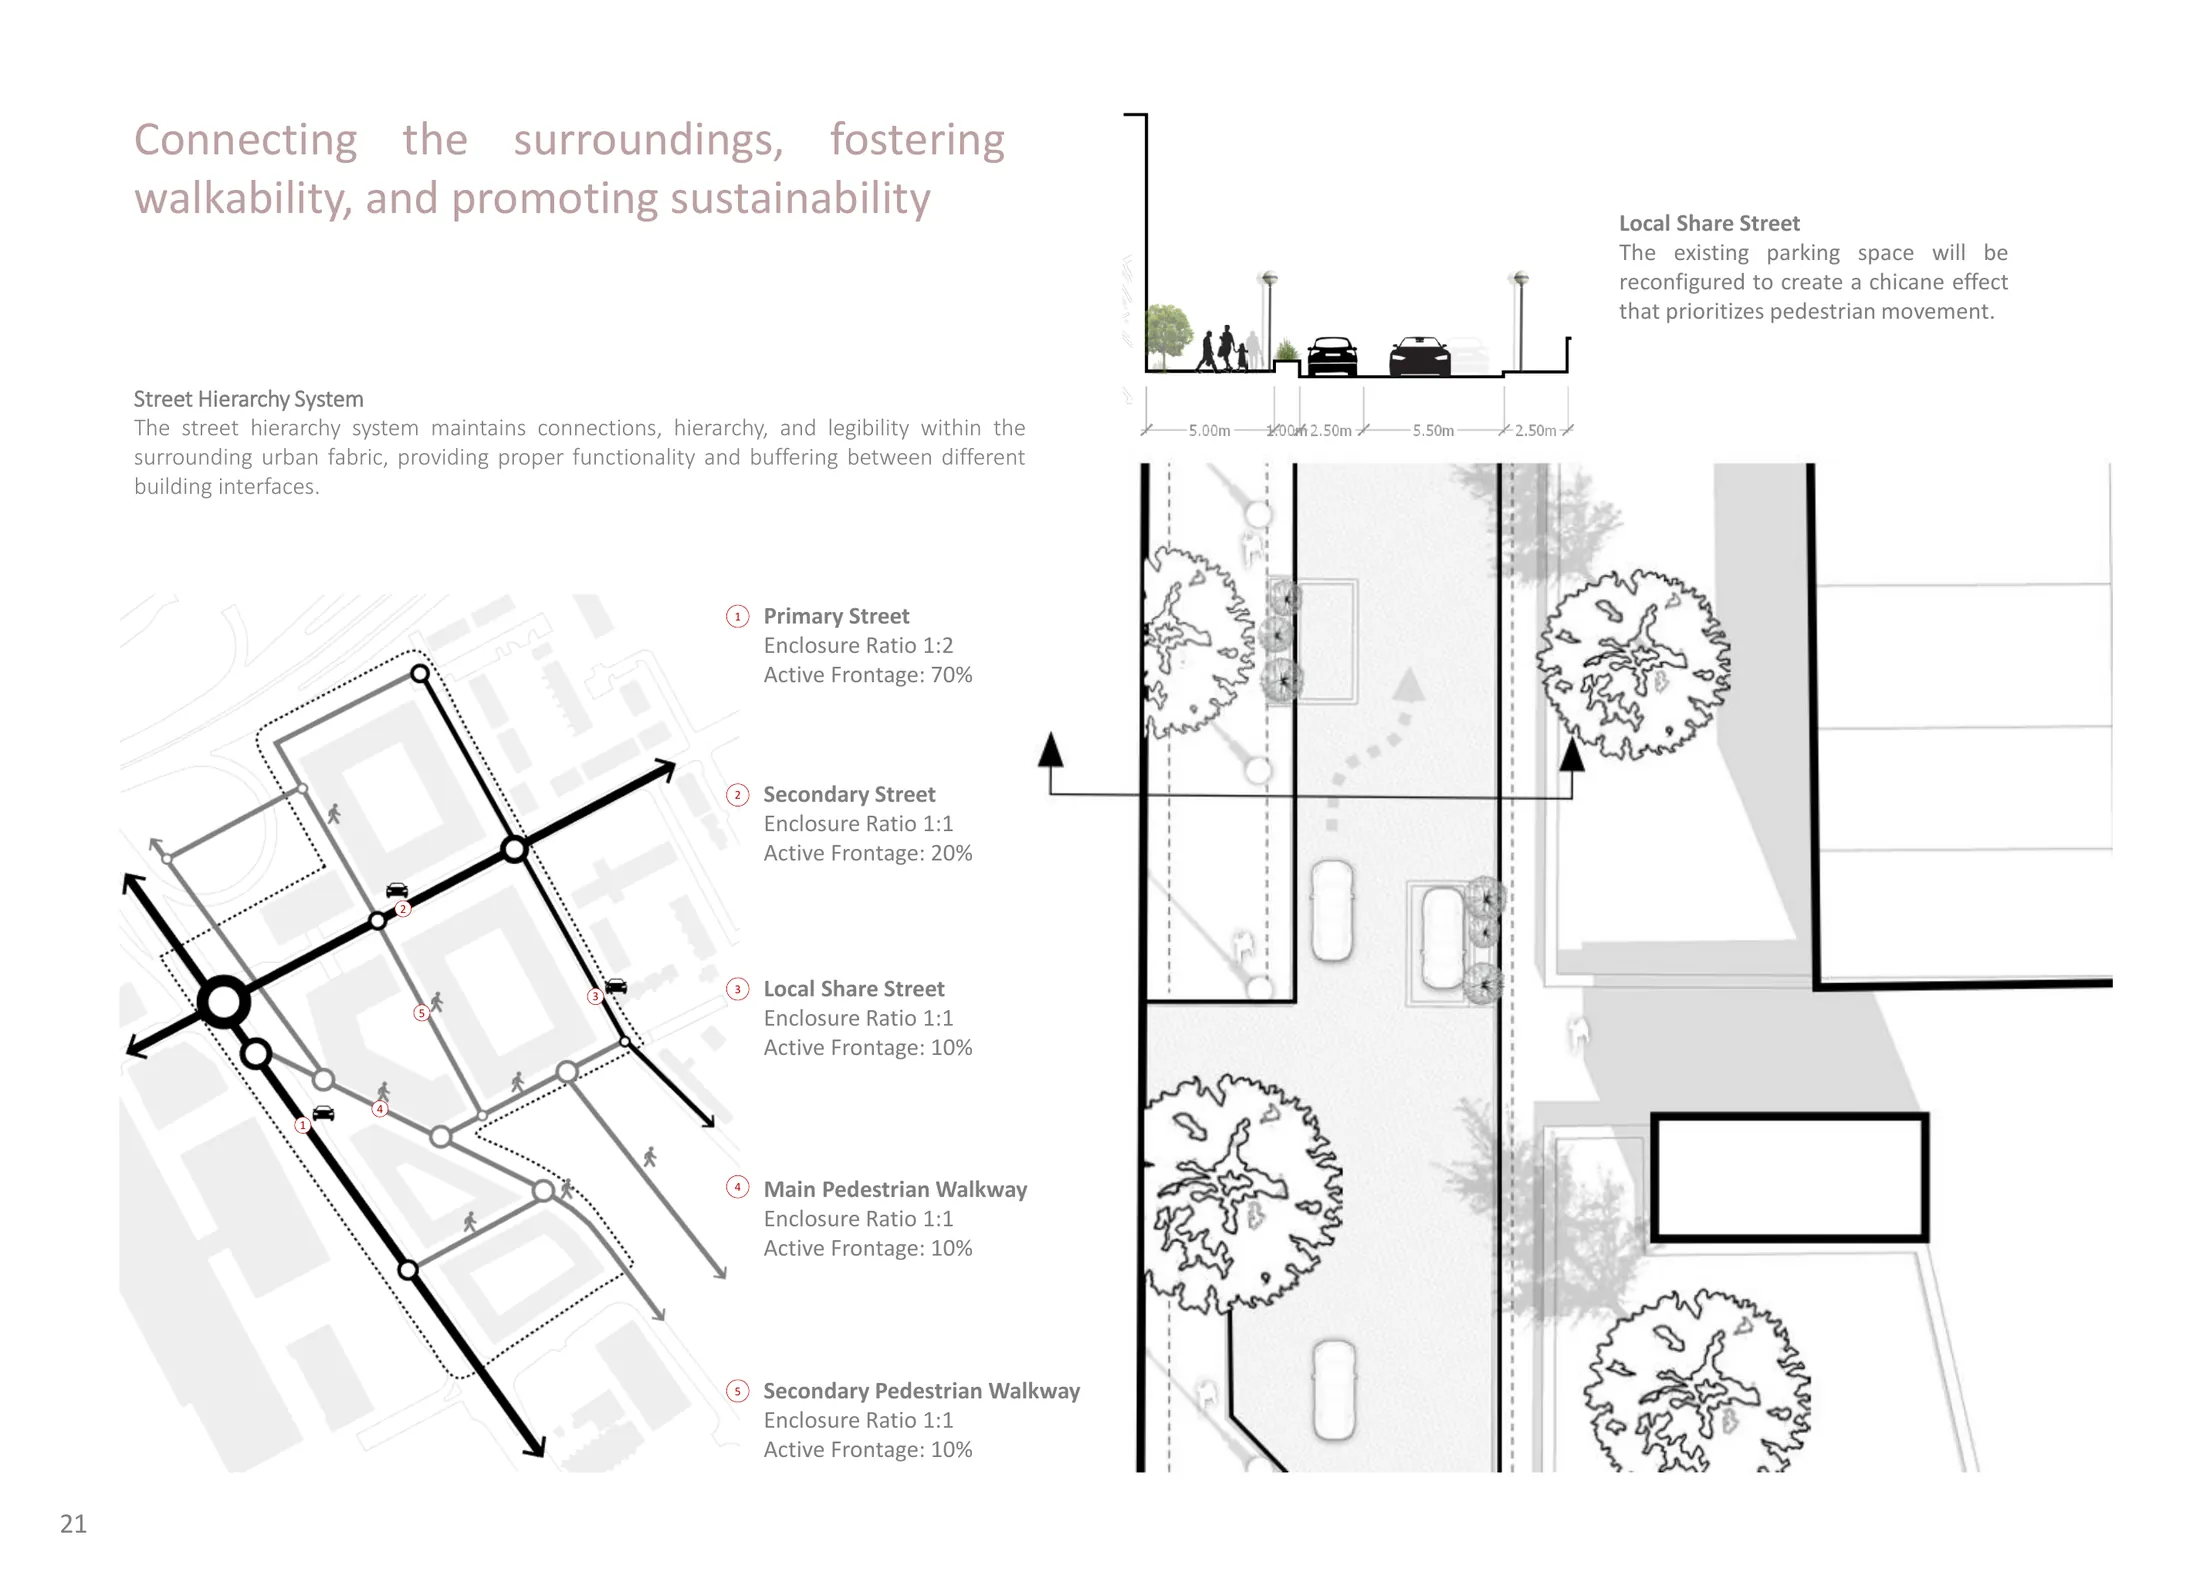 Connecting the surroundings, fostering
walkability, and promoting sustainability
Street Hierarchy System
The street hierarchy system maintains connections, hierarchy, and legibility within the
surrounding urban fabric, providing proper functionality and buffering between different
building interfaces.
1 Primary Street
Enclosure Ratio 1:2
Active Frontage: 70%
2 Secondary Street
Enclosure Ratio 1:1
Active Frontage: 20%
3 Local Share Street
Enclosure Ratio 1:1
Active Frontage: 10%
4 Main Pedestrian Walkway
Enclosure Ratio 1:1
Active Frontage: 10%
5 Secondary Pedestrian Walkway
Enclosure Ratio 1:1
Active Frontage: 10%
2
3
5
4
1
Local Share Street
The existing parking space will be
reconfigured to create a chicane effect
that prioritizes pedestrian movement.
5.00m 1.00m 2.50m 5.50m 2.50m
21